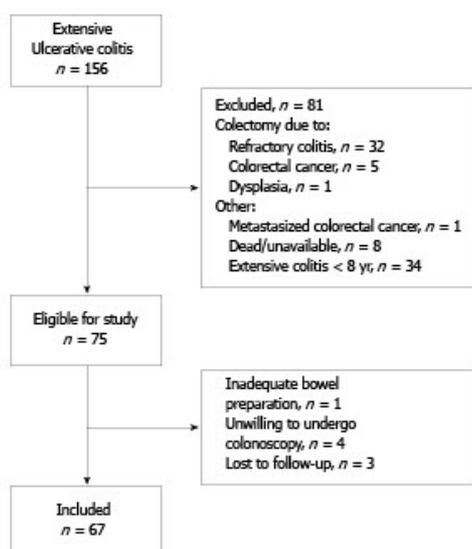 Extensive
Ulcerative colitis
n = 156
Excluded, n = 81
Colectomy due to:
Refractory colitis, n = 32
Colorectal cancer, n = 5
Dysplasia, n = 1
Other:
Metastasized colorectal cancer, n = 1
Dead/unavailable, n = 8
Extensive colitis < 8 yr, n = 34
Eligible for study
n = 75
Inadequate bowel
preparation, n = 1
Unwilling to undergo
colonoscopy, n = 4
Lost to follow-up, n = 3
Included
n = 67